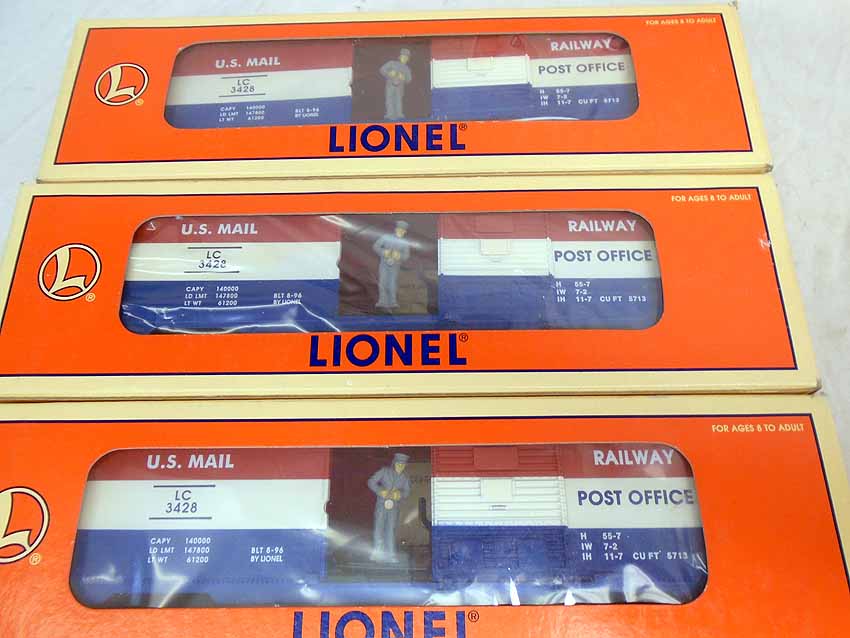 FOR AGES 8 TO ADULT
L ®
U.S. MAIL
LC
3428
CAPY 140000
LD LMT 147800
LT WT 61200
BLT 8-96
BY LIONEL
RAILWAY
POST OFFICE
H 55-7
IW 7-2
IH 11-7 CU FT 5713
LIONEL®
FOR AGES 8 TO ADULT
L ®
U.S. MAIL
LC
3428
CAPY 140000
LD LMT 147800
LT WT 61200
BLT 8-96
BY LIONEL
RAILWAY
POST OFFICE
H 55-7
IW 7-2
IH 11-7 CU FT 5713
LIONEL®
FOR AGES 8 TO ADULT
L ®
U.S. MAIL
LC
3428
CAPY 140000
LD LMT 147800
LT WT 61200
BLT 8-96
BY LIONEL
RAILWAY
POST OFFICE
H 55-7
IW 7-2
IH 11-7 CU FT 5713
LIONEL®